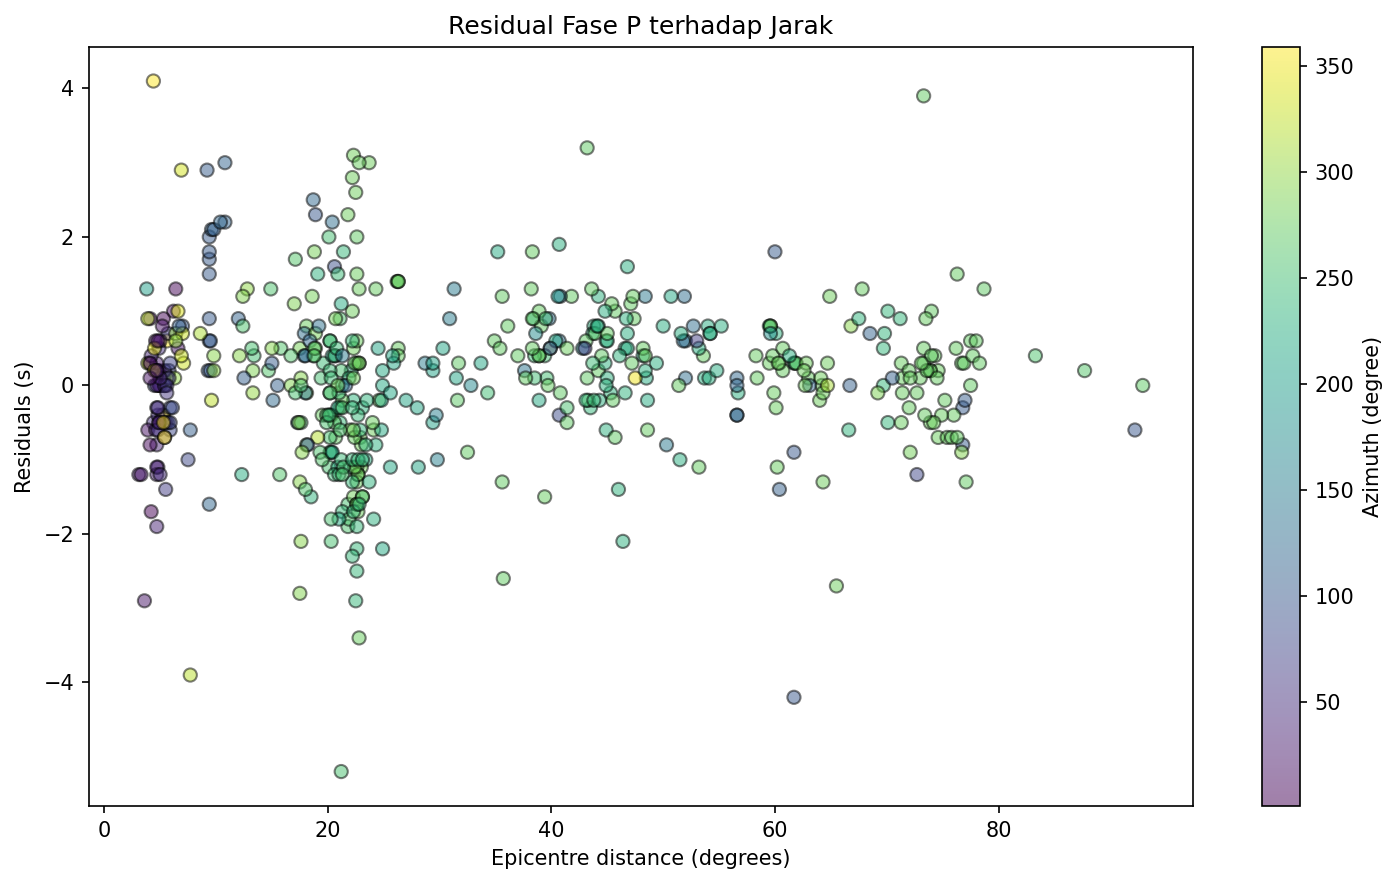 Residual Fase P terhadap Jarak
Residuals (s)
4
2
0
−2
−4
0 20 40 60 80
Epicentre distance (degrees)
350
300
250
200
150
100
50
Azimuth (degree)